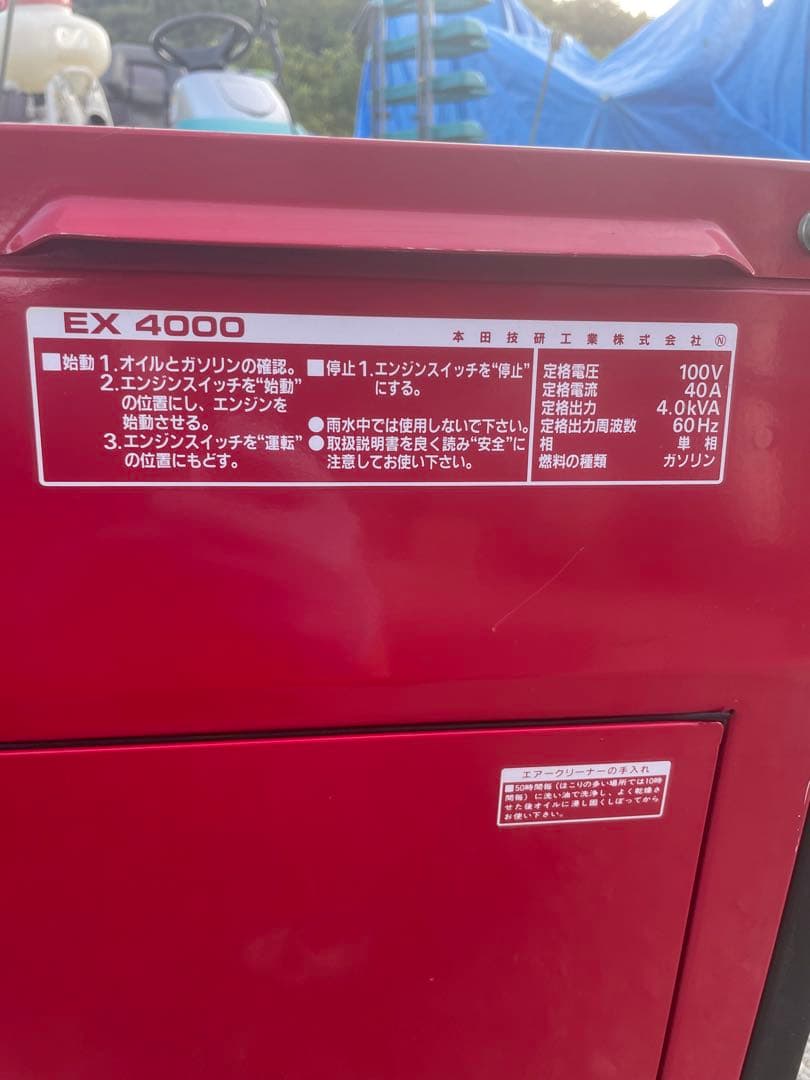 EX 4000
本田技研工業株式会社 Ⓝ
■始動 1.オイルとガソリンの確認。
2.エンジンスイッチを“始動”
の位置にし、エンジンを
始動させる。
3.エンジンスイッチを“運転”
の位置にもどす。
■停止 1.エンジンスイッチを“停止”
にする。
●雨水中では使用しないで下さい。
●取扱説明書を良く読み“安全”に
注意してお使い下さい。
定格電圧 100V
定格電流 40A
定格出力 4.0kVA
定格出力周波数 60Hz
相 単相
燃料の種類 ガソリン
エアークリーナーの手入れ
■50時間毎(ほこりの多い場所では10時
間毎)に洗い油で洗浄し、よく乾燥さ
せた後オイルに浸し固くしぼってから
お使い下さい。